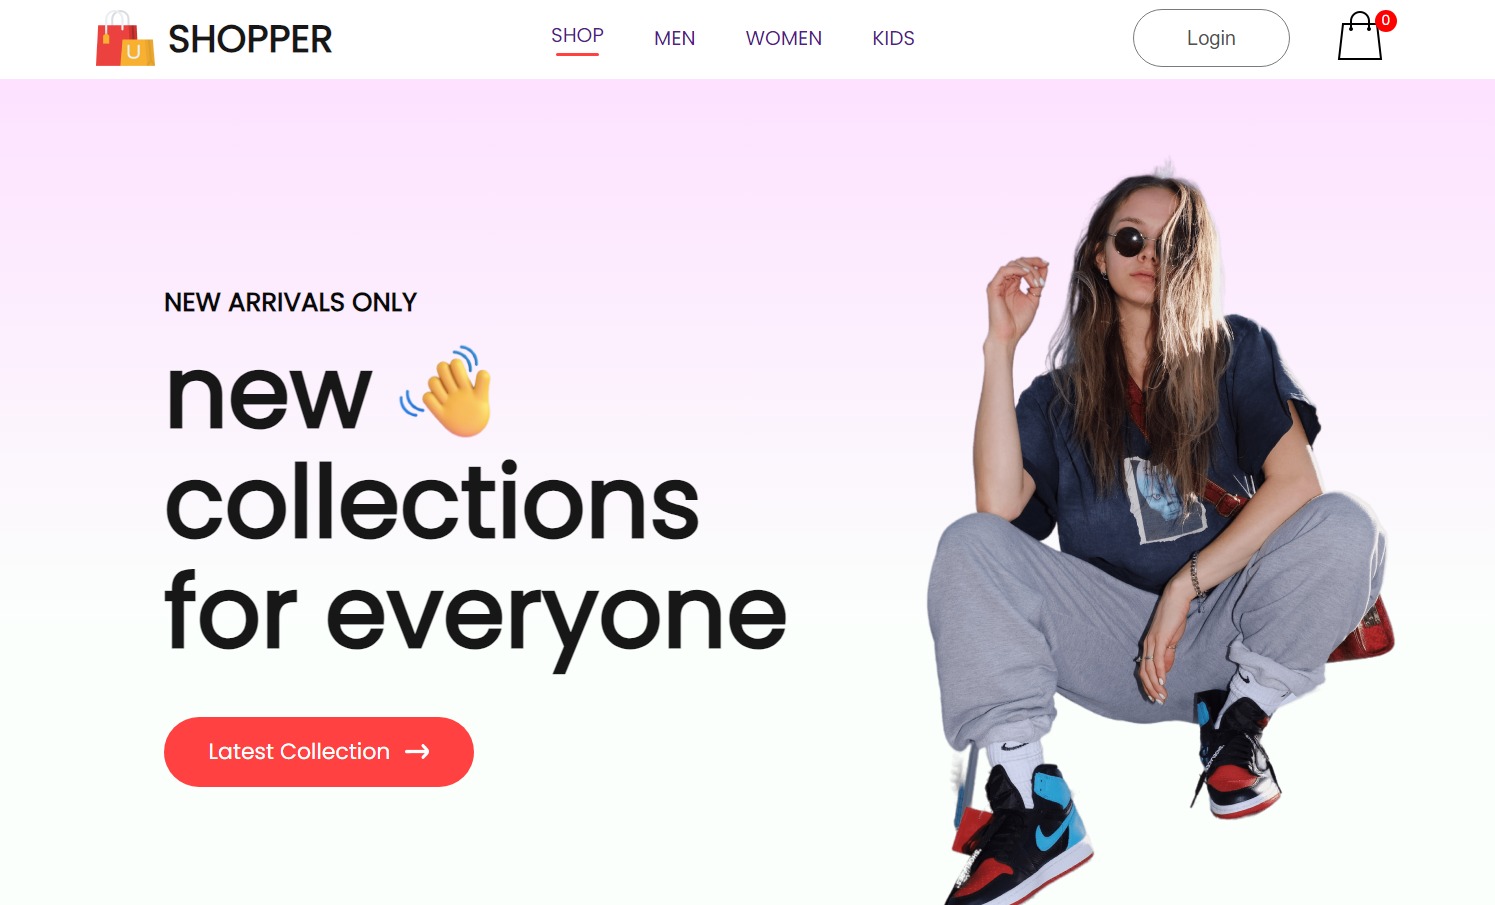 U
SHOPPER
SHOP
MEN
WOMEN
KIDS
Login
0
NEW ARRIVALS ONLY
new
collections
for everyone
Latest Collection →